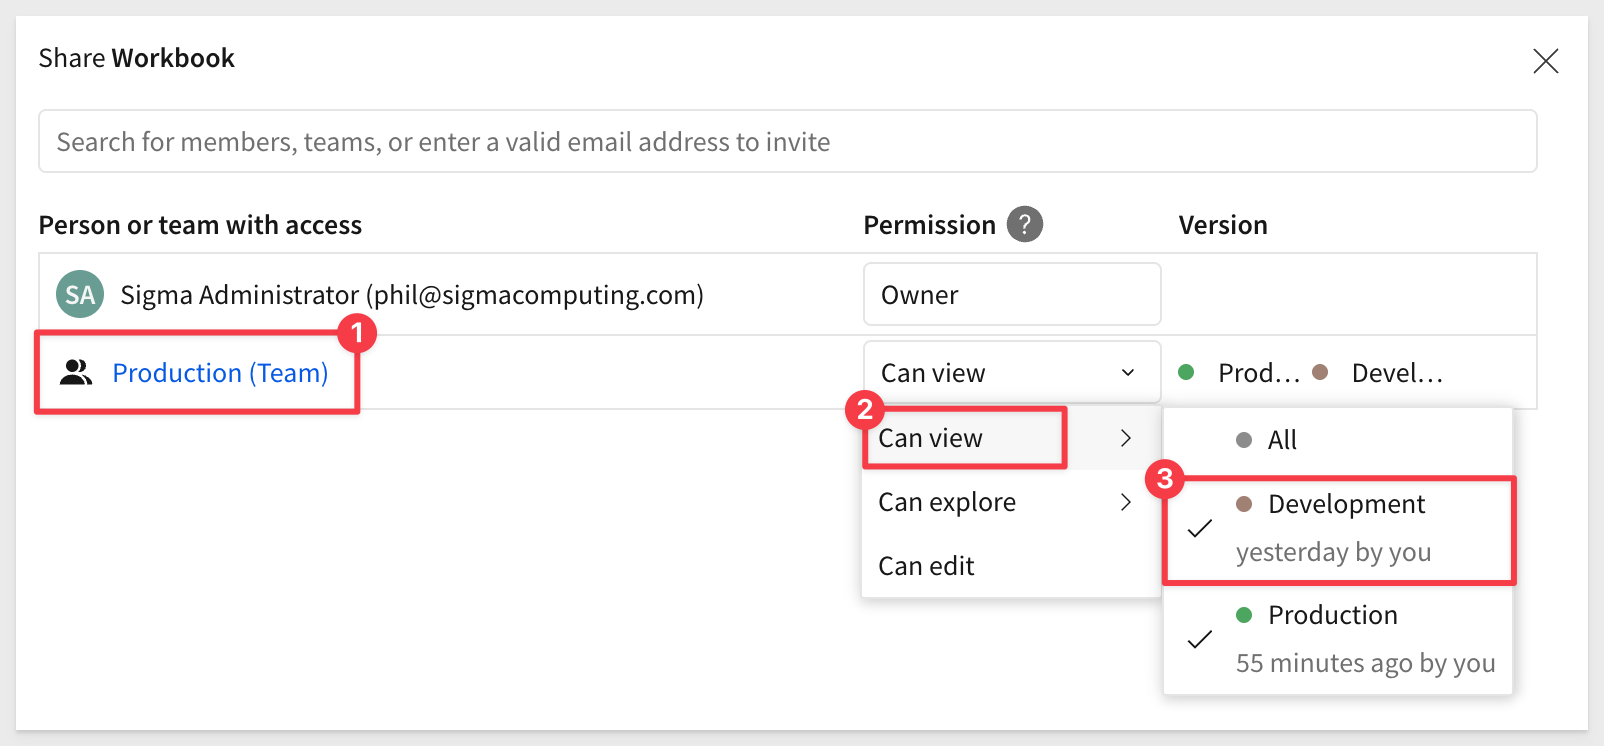 Share Workbook
Search for members, teams, or enter a valid email address to invite
Person or team with access Permission ? Version
SA Sigma Administrator (phil@sigmacomputing.com) Owner
1
Production (Team) Can view Prod... Devel...
2
Can view
All
3
Can explore
Development
yesterday by you
Can edit
Production
55 minutes ago by you